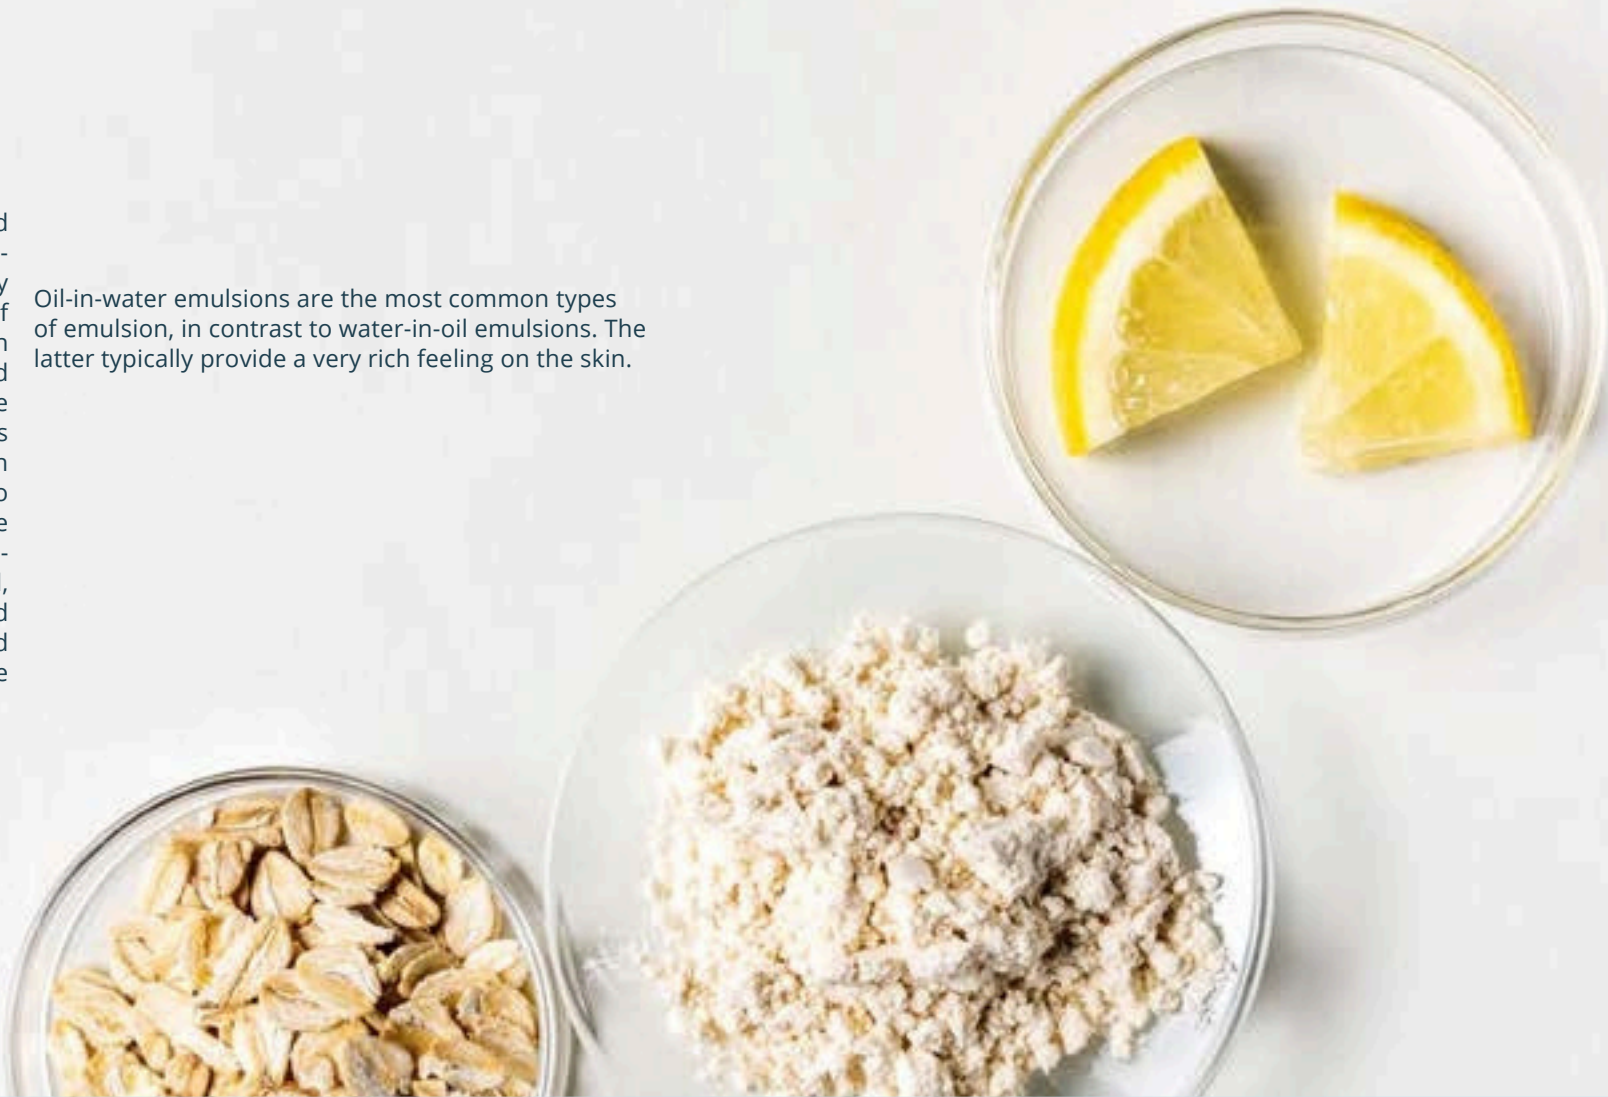 Oil-in-water emulsions are the most common types
of emulsion, in contrast to water-in-oil emulsions. The
latter typically provide a very rich feeling on the skin.